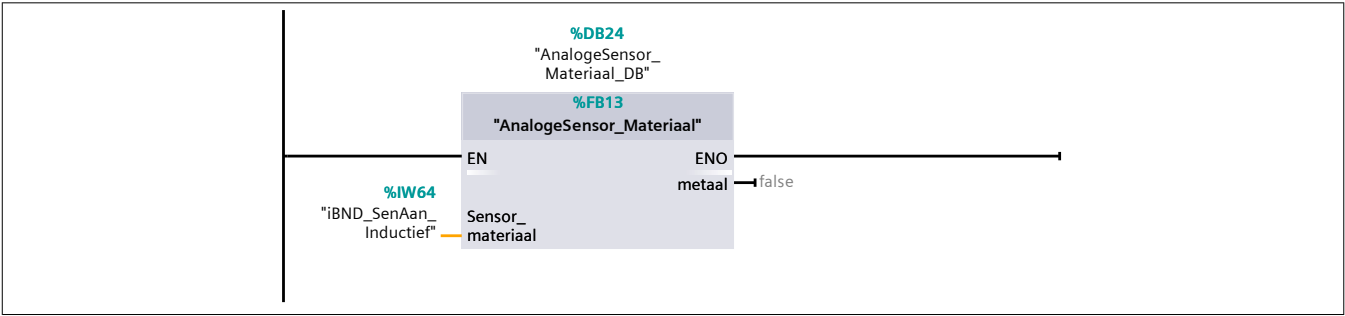 %DB24
"AnalogeSensor_
Materiaal_DB"
%FB13
"AnalogeSensor_Materiaal"
EN
ENO
metaal
false
%IW64
"iBND_SenAan_
Inductief"
Sensor_
materiaal